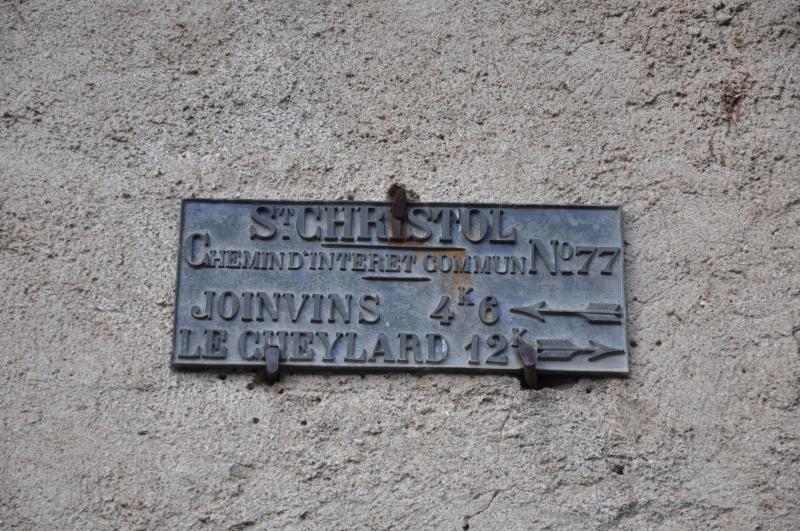 ST. CHRISTOL
CHEMIN D'INTERET COMMUN No. 77
JOINVINS 4K6
LE CHEYLARD 12K